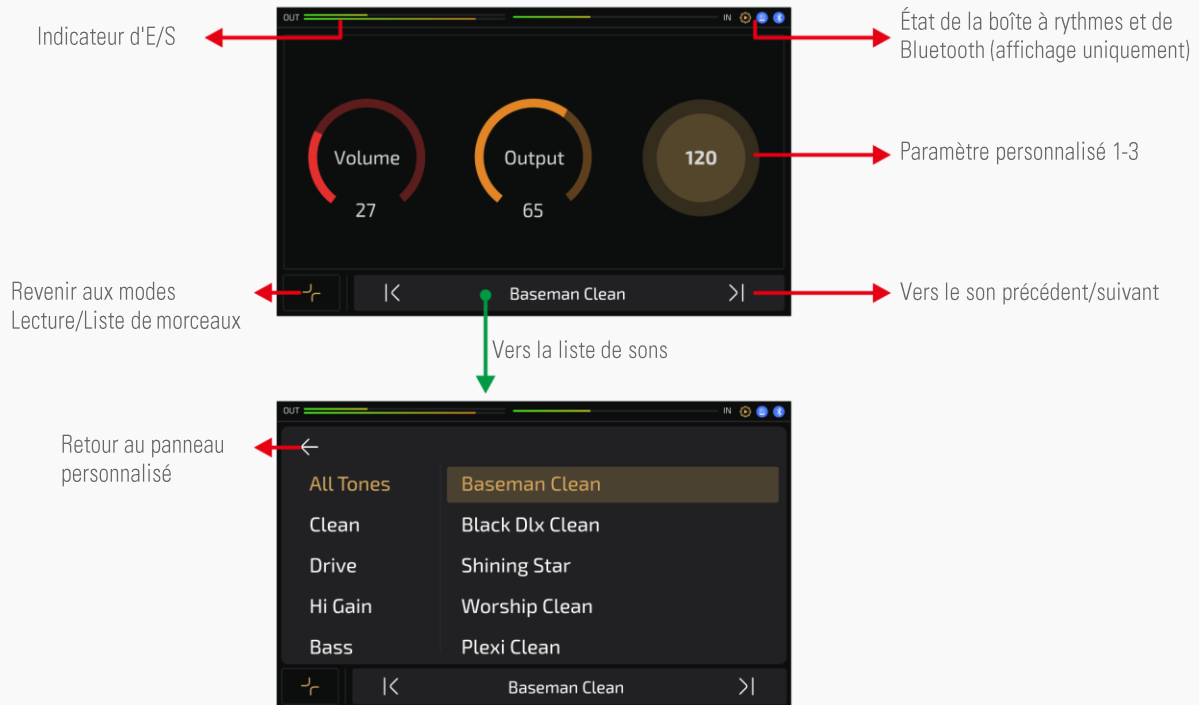 OUT
IN
Indicateur d'E/S
État de la boîte à rythmes et de
Bluetooth (affichage uniquement)
Volume
27
Output
65
120
Paramètre personnalisé 1-3
Revenir aux modes
Lecture/Liste de morceaux
Baseman Clean
Vers le son précédent/suivant
Vers la liste de sons
OUT
IN
Retour au panneau
personnalisé
All Tones
Baseman Clean
Clean
Black Dlx Clean
Drive
Shining Star
Hi Gain
Worship Clean
Bass
Plexi Clean
Baseman Clean